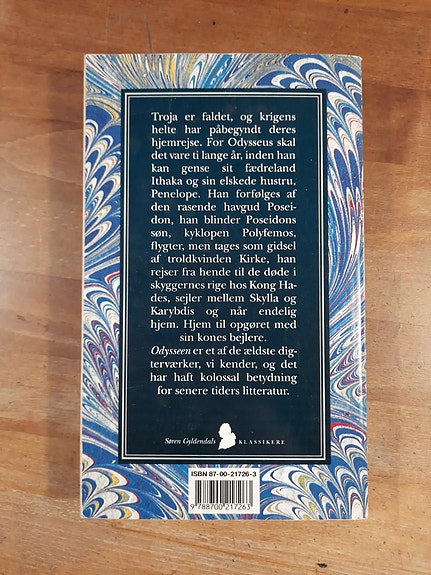 Troja er faldet, og krigens
helte har påbegyndt deres
hjemrejse. For Odysseus skal
det vare ti lange år, inden han
kan gense sit fædreland
Ithaka og sin elskede hustru,
Penelope. Han forfølges af
den rasende havgud Posei-
don, han blinder Poseidons
søn, kyklopen Polyfemos,
flygter, men tages som gidsel
af troldkvinden Kirke, han
rejser fra hende til de døde i
skyggernes rige hos Kong Ha-
des, sejler mellem Skylla og
Karybdis og når endelig
hjem. Hjem til opgøret med
sin kones bejlere.
Odysseen er et af de ældste dig-
terværker, vi kender, og det
har haft kolossal betydning
for senere tiders litteratur.
Søren Gyldendals KLASSIKERE
ISBN 87-00-21726-3
9 788700 217263